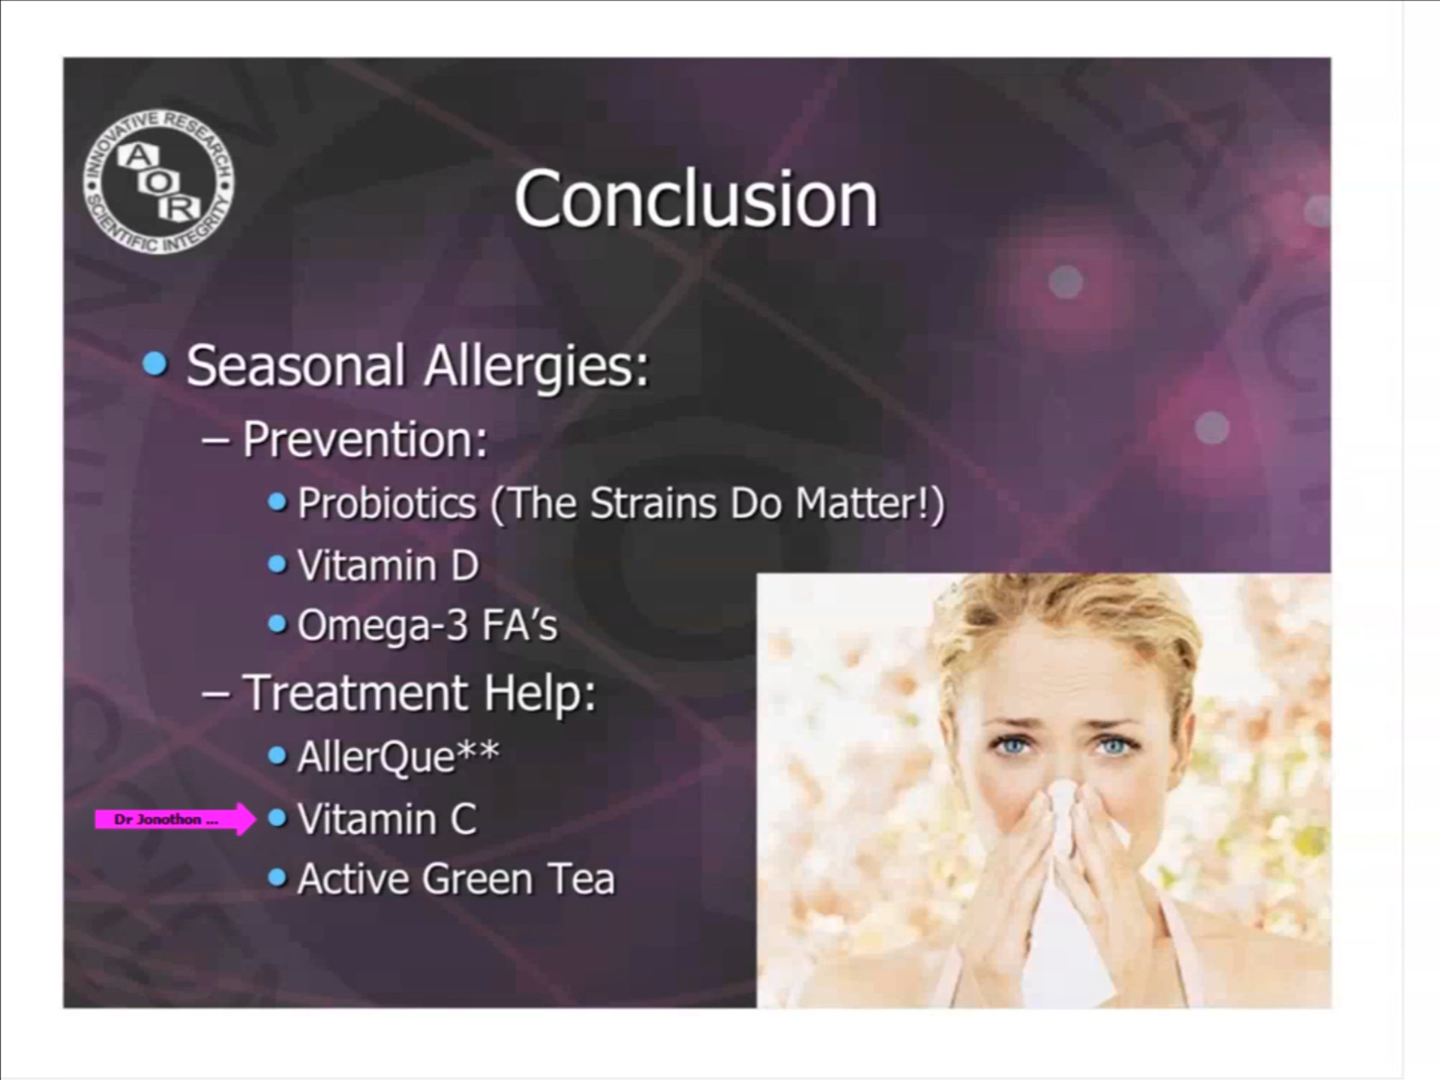 INNOVATIVE RESEARCH
AOR
SCIENTIFIC INTEGRITY
Conclusion
Seasonal Allergies:
– Prevention:
Probiotics (The Strains Do Matter!)
Vitamin D
Omega-3 FA’s
– Treatment Help:
AllerQue**
Dr Jonothon ...
Vitamin C
Active Green Tea